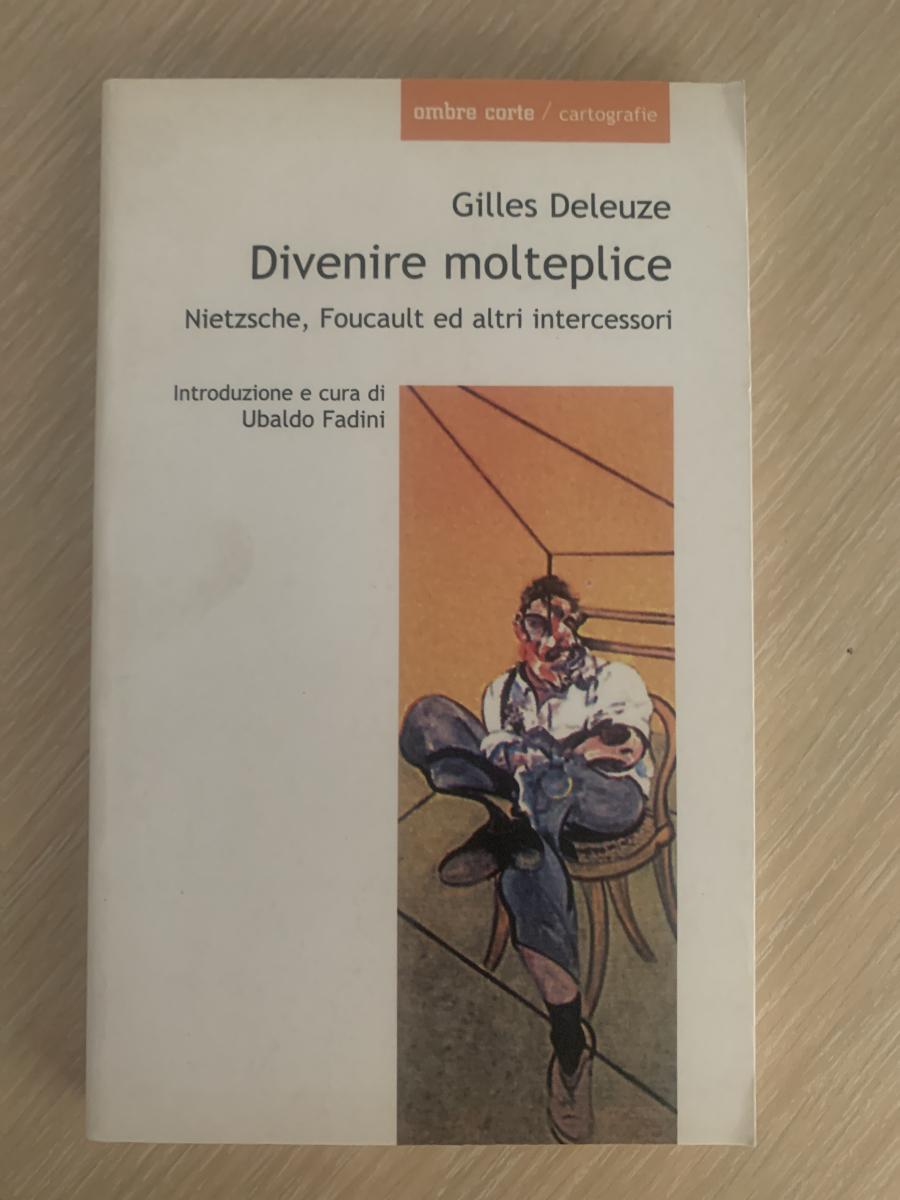 ombre corte / cartografie
Gilles Deleuze
Divenire molteplice
Nietzsche, Foucault ed altri intercessori
Introduzione e cura di
Ubaldo Fadini